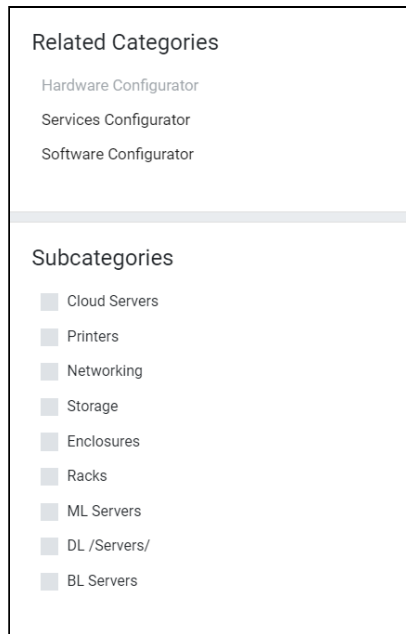 Related Categories
Hardware Configurator
Services Configurator
Software Configurator
Subcategories
Cloud Servers
Printers
Networking
Storage
Enclosures
Racks
ML Servers
DL /Servers/
BL Servers